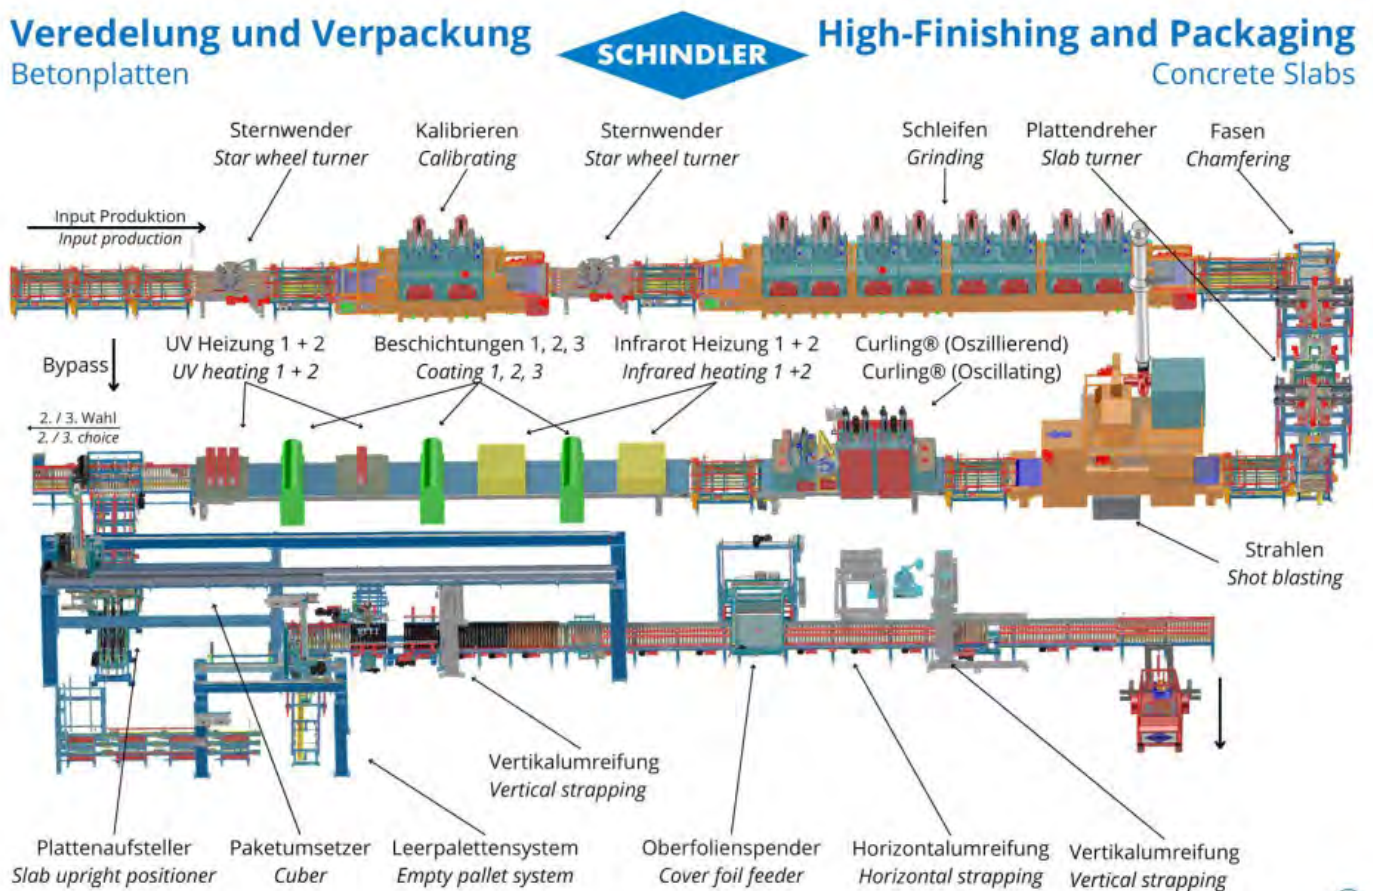 Veredelung und Verpackung
Betonplatten
SCHINDLER
High-Finishing and Packaging
Concrete Slabs
Sternwender
Star wheel turner
Kalibrieren
Calibrating
Sternwender
Star wheel turner
Schleifen
Grinding
Plattendreher
Slab turner
Fasen
Chamfering
Input Produktion
Input production
Bypass
UV Heizung 1 + 2
UV heating 1 + 2
Beschichtungen 1, 2, 3
Coating 1, 2, 3
Infrarot Heizung 1 + 2
Infrared heating 1 +2
Curling® (Oszillierend)
Curling® (Oscillating)
2. / 3. Wahl
2. / 3. choice
Strahlen
Shot blasting
Vertikalumreifung
Vertical strapping
Plattenaufsteller
Slab upright positioner
Paketumsetzer
Cuber
Leerpalettensystem
Empty pallet system
Oberfolienspender
Cover foil feeder
Horizontalumreifung
Horizontal strapping
Vertikalumreifung
Vertical strapping